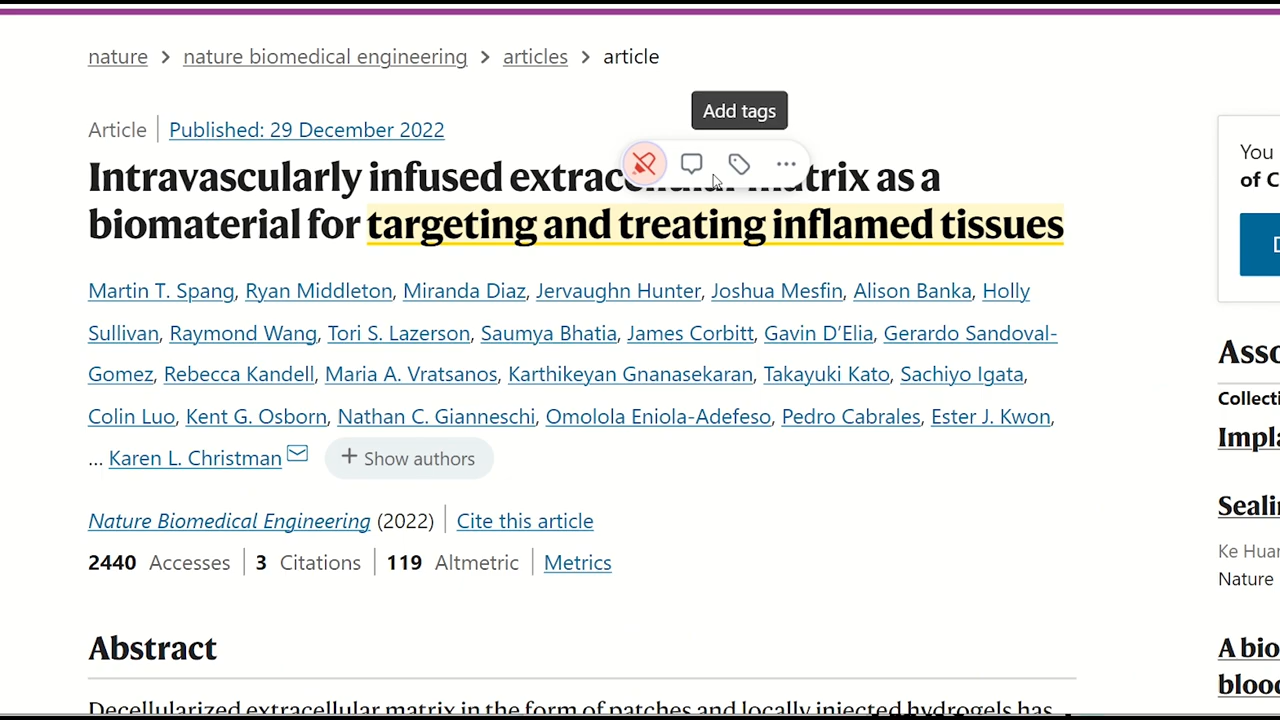 nature > nature biomedical engineering > articles > article
Add tags
Article | Published: 29 December 2022
Intravascularly infused extracellular matrix as a
biomaterial for targeting and treating inflamed tissues
Martin T. Spang, Ryan Middleton, Miranda Diaz, Jervaughn Hunter, Joshua Mesfin, Alison Banka, Holly
Sullivan, Raymond Wang, Tori S. Lazerson, Saumya Bhatia, James Corbitt, Gavin D’Elia, Gerardo Sandoval-
Gomez, Rebecca Kandell, Maria A. Vratsanos, Karthikeyan Gnanasekaran, Takayuki Kato, Sachiyo Igata,
Colin Luo, Kent G. Osborn, Nathan C. Gianneschi, Omolola Eniola-Adefeso, Pedro Cabrales, Ester J. Kwon,
... Karen L. Christman + Show authors
Nature Biomedical Engineering (2022) | Cite this article
2440 Accesses | 3 Citations | 119 Altmetric | Metrics
Abstract
Decellularized extracellular matrix in the form of patches and locally injected hydrogels has
You
of C
D
Asso
Collecti
Impla
Sealin
Ke Huan
Nature
A bio
blood